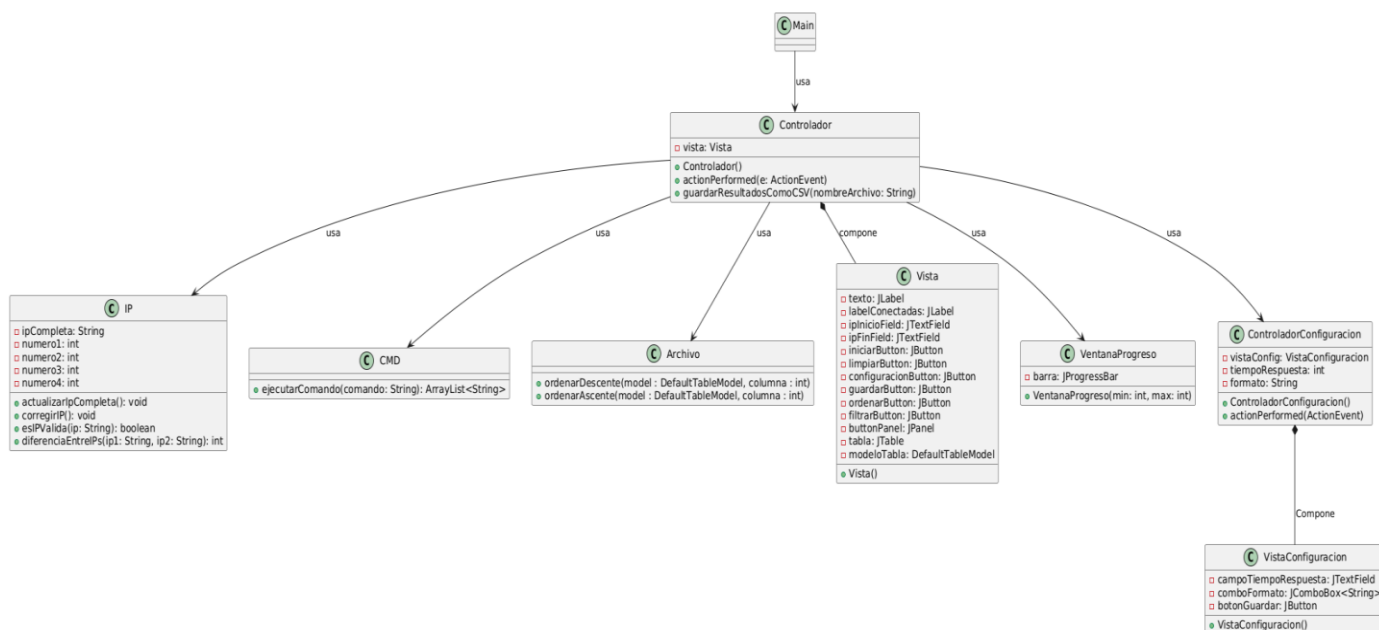 C Main
usa
C Controlador
vista: Vista
Controlador()
actionPerformed(e: ActionEvent)
guardarResultadosComoCSV(nombreArchivo: String)
usa
usa
usa
compone
usa
usa
C IP
ipCompleta: String
numero1: int
numero2: int
numero3: int
numero4: int
actualizarIpCompleta(): void
corregirIP(): void
esIPValida(ip: String): boolean
diferenciaEntreIPs(ip1: String, ip2: String): int
C CMD
ejecutarComando(comando: String): ArrayList<String>
C Archivo
ordenarDescente(model : DefaultTableModel, columna : int)
ordenarAscente(model : DefaultTableModel, columna : int)
C Vista
texto: JLabel
labelConectadas: JLabel
ipInicioField: JTextField
ipFinField: JTextField
iniciarButton: JButton
limpiarButton: JButton
configuracionButton: JButton
guardarButton: JButton
ordenarButton: JButton
filtrarButton: JButton
buttonPanel: JPanel
tabla: JTable
modeloTabla: DefaultTableModel
Vista()
C VentanaProgreso
barra: JProgressBar
VentanaProgreso(min: int, max: int)
C ControladorConfiguracion
vistaConfig: VistaConfiguracion
tiempoRespuesta: int
formato: String
ControladorConfiguracion()
actionPerformed(ActionEvent)
Compone
C VistaConfiguracion
campoTiempoRespuesta: JTextField
comboFormato: JComboBox<String>
botonGuardar: JButton
VistaConfiguracion()